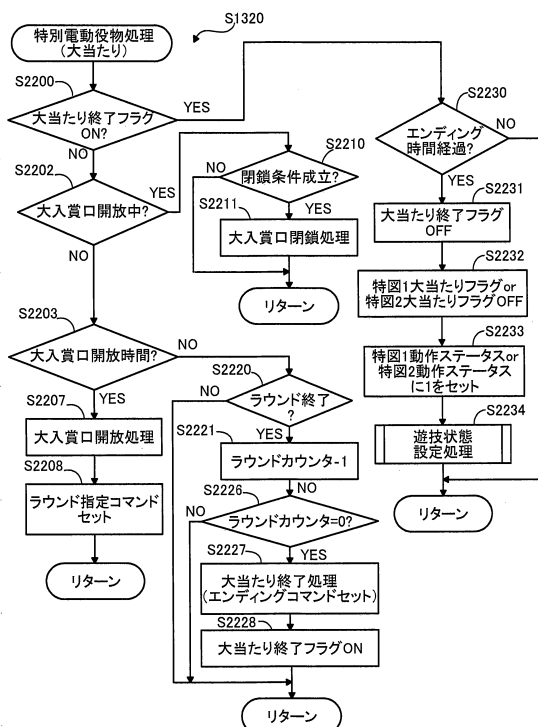 特別電動役物処理
(大当たり)
S1320
S2200
大当たり終了フラグ
ON?
YES
NO
S2202
大入賞口開放中?
YES
NO
S2210
閉鎖条件成立?
NO
YES
S2211
大入賞口閉鎖処理
リターン
S2230
エンディング
時間経過?
NO
YES
S2231
大当たり終了フラグ
OFF
S2232
特図1大当たりフラグor
特図2大当たりフラグOFF
S2233
特図1動作ステータスor
特図2動作ステータス
に1をセット
S2234
遊技状態
設定処理
リターン
S2203
大入賞口開放時間?
NO
YES
S2207
大入賞口開放処理
S2208
ラウンド指定コマンド
セット
リターン
S2220
ラウンド終了
?
NO
YES
S2221
ラウンドカウンタ-1
NO
S2226
ラウンドカウンタ=0?
NO
YES
S2227
大当たり終了処理
(エンディングコマンドセット)
S2228
大当たり終了フラグON
リターン